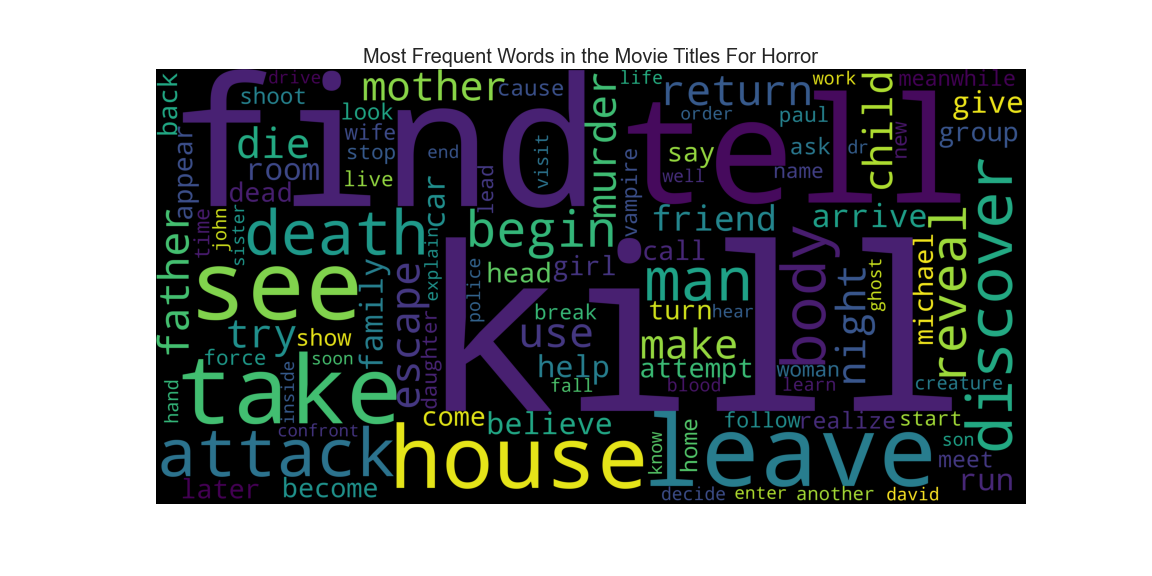 Most Frequent Words in the Movie Titles For Horror
back
drive
find
shoot
mother
cause
look
wife
stop
live
die
room
dead
appear
end
lead
visit
murder
life
return
order
paul
work
meanwhile
child
give
group
new
dr
ask
say
tell
well
name
vampire
father
time
john
sister
death
car
explain
begin
friend
arrive
see
family
escape
police
head
girl
call
man
body
night
ghost
michael
reveal
discover
try
show
force
soon
daughter
kill
break
use
turn
hear
make
help
attempt
fall
blood
woman
learn
creature
take
hand
inside
confront
come
believe
follow
realize
start
attack
house
know
home
leave
son
meet
run
later
become
decide
enter
another
david